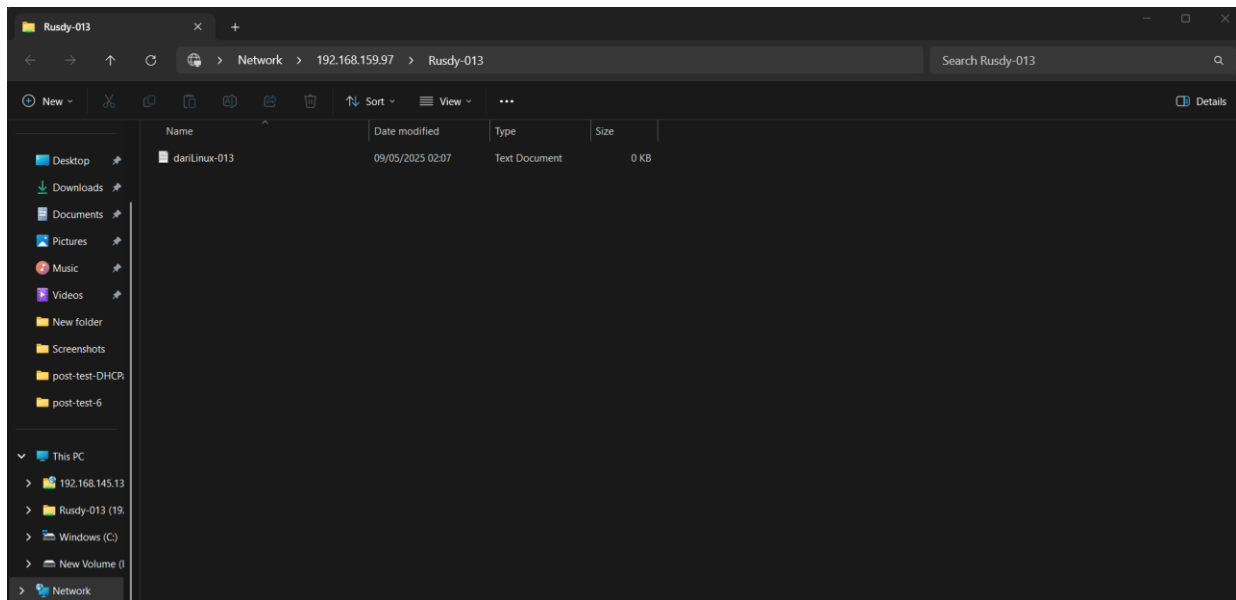 Rusdy-013
Network > 192.168.159.97 > Rusdy-013
Search Rusdy-013
New
Sort
View
Details
Name Date modified Type Size
dariLinux-013 09/05/2025 02:07 Text Document 0 KB
Desktop
Downloads
Documents
Pictures
Music
Videos
New folder
Screenshots
post-test-DHCP
post-test-6
This PC
192.168.145.13
Rusdy-013 (19
Windows (C:)
New Volume (
Network